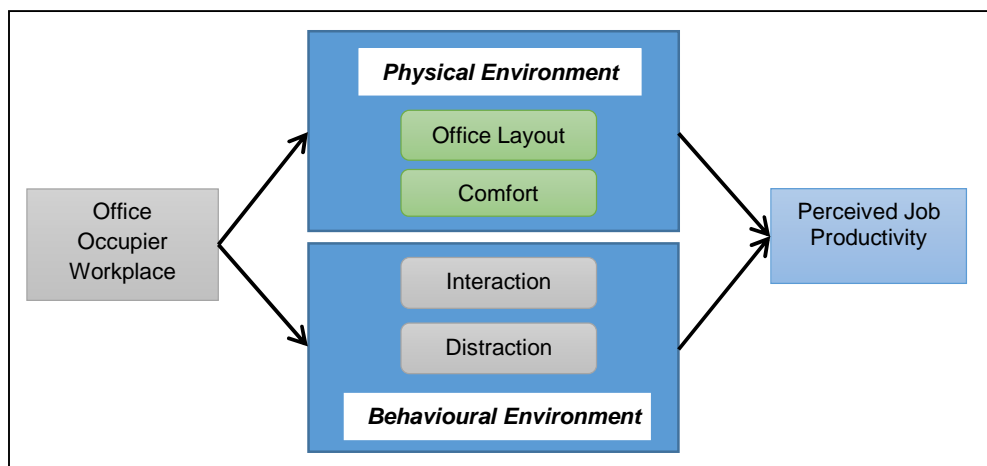 Physical Environment
Office Layout
Comfort
Office
Occupier
Workplace
Perceived Job
Productivity
Interaction
Distraction
Behavioural Environment